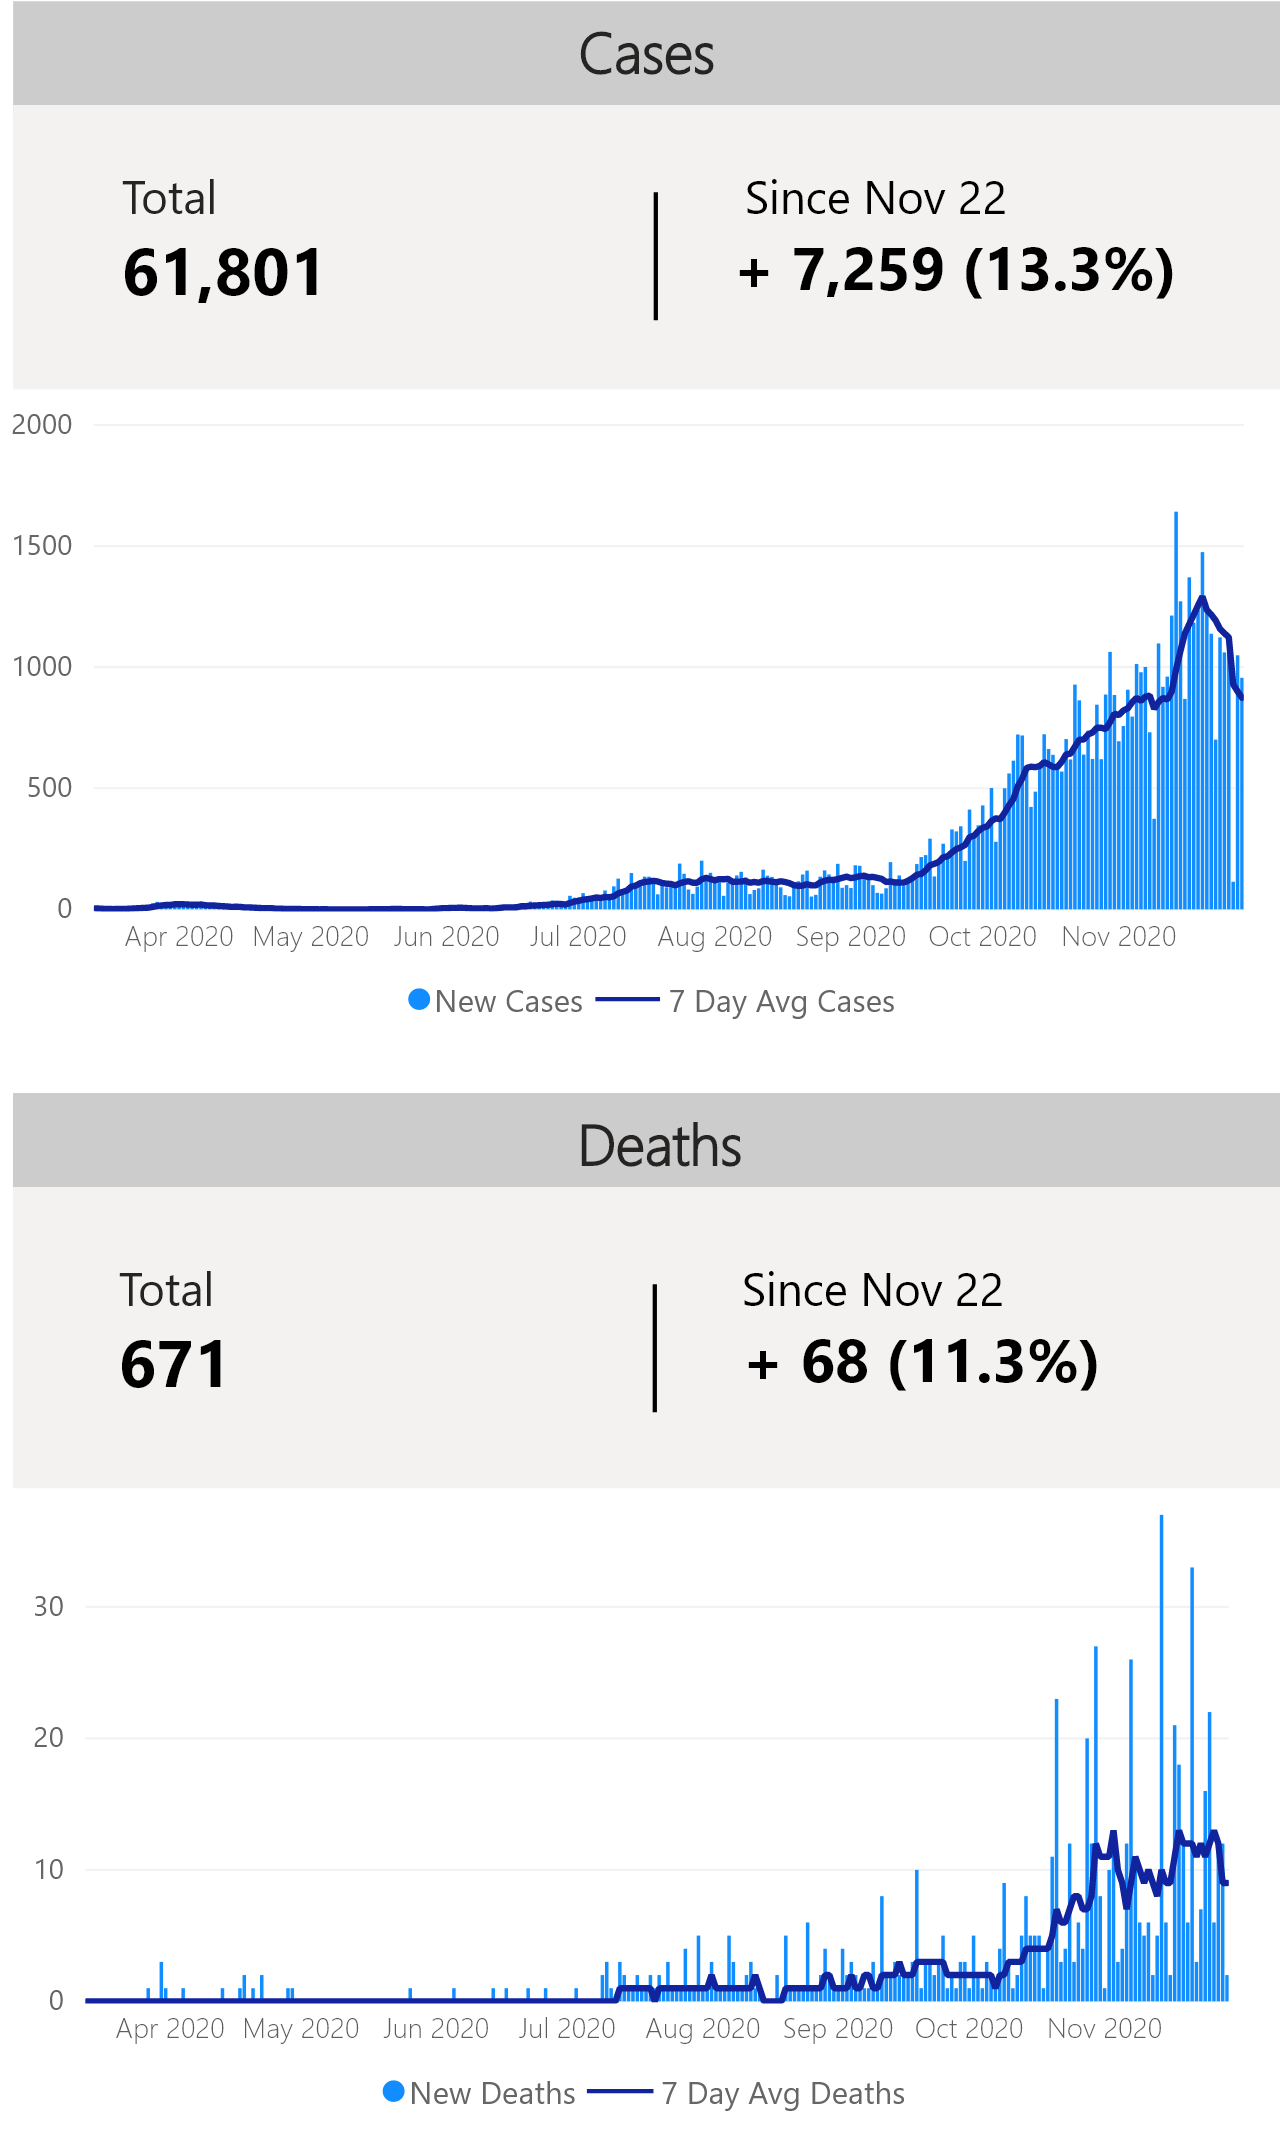 Cases
Total
Since Nov 22
61,801
+ 7,259 (13.3%)
2000
1500
1000
500
0
Apr 2020 May 2020 Jun 2020 Jul 2020 Aug 2020 Sep 2020 Oct 2020 Nov 2020
New Cases 7 Day Avg Cases
Deaths
Total
Since Nov 22
671
+ 68 (11.3%)
30
20
10
0
Apr 2020 May 2020 Jun 2020 Jul 2020 Aug 2020 Sep 2020 Oct 2020 Nov 2020
New Deaths 7 Day Avg Deaths